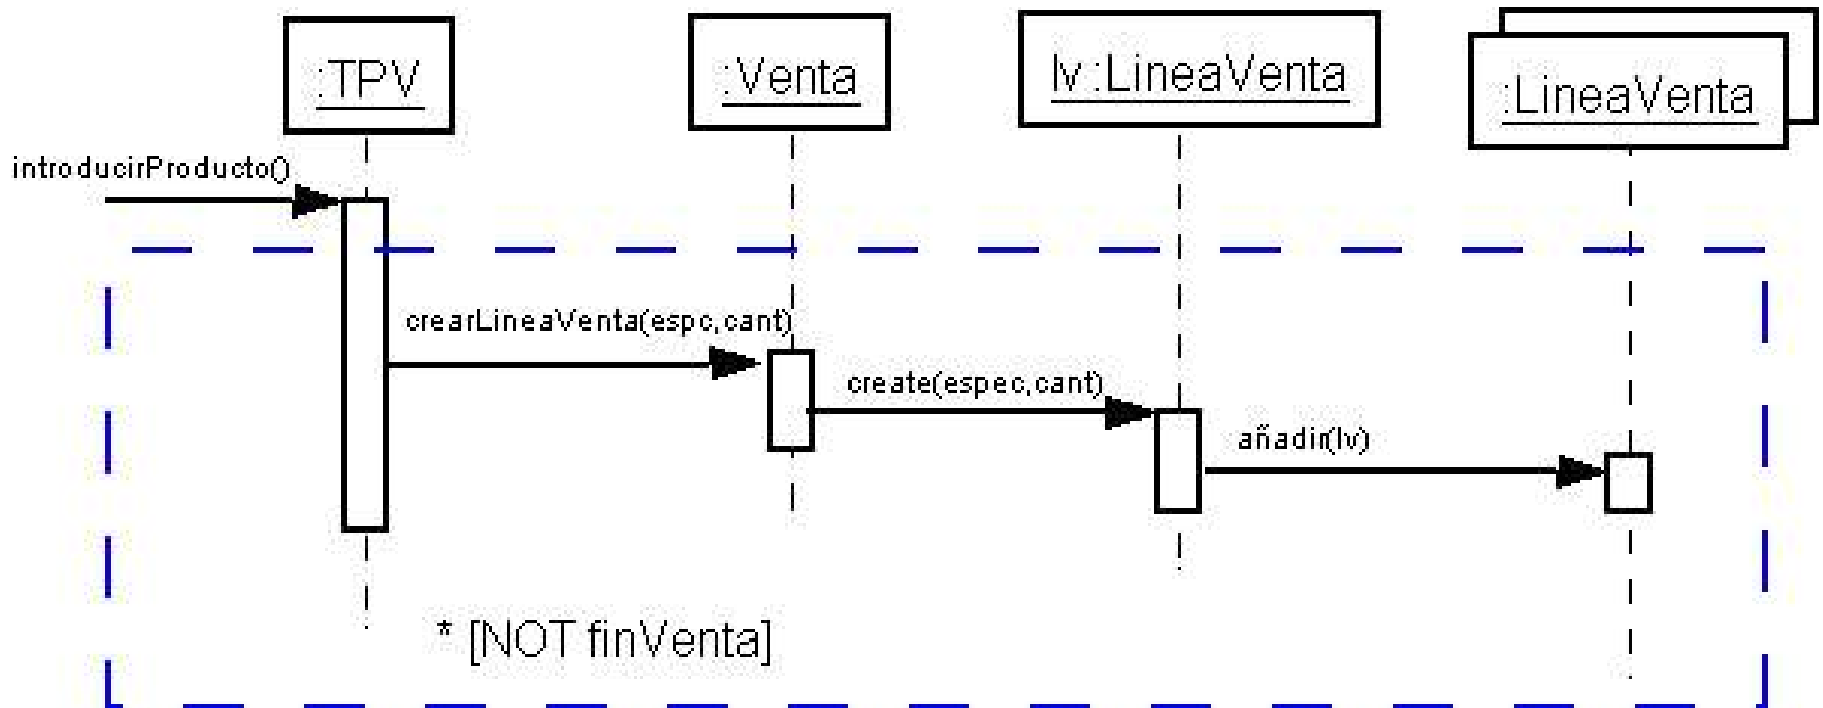 :TPV
:Venta
lv :LineaVenta
:LineaVenta
introducirProducto()
crearLineaVenta(espc,cant)
create(espec,cant)
añadir(lv)
* [NOT finVenta]